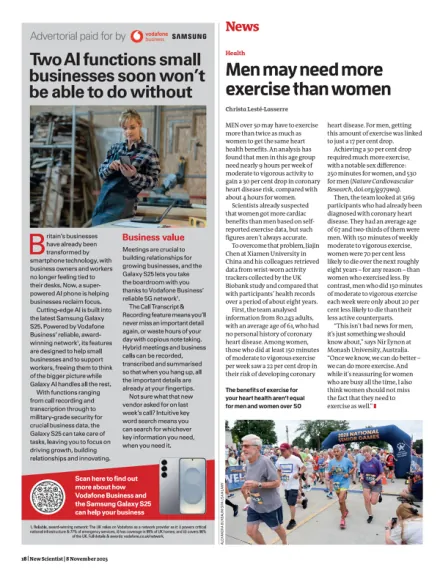 Advertorial paid for by vodafone business SAMSUNG
Two AI functions small
businesses soon won't
be able to do without
Britain's businesses
have already been
transformed by
smartphone technology, with
business owners and workers
no longer feeling tied to
their desks. Now, a super-
powered AI phone is helping
businesses reclaim focus.
Cutting-edge AI is built into
the latest Samsung Galaxy
S25. Powered by Vodafone
Business' reliable, award-
winning network¹, its features
are designed to help small
businesses and to support
workers, freeing them to think
of the bigger picture while
Galaxy AI handles all the rest.
With functions ranging
from call recording and
transcription through to
military-grade security for
crucial business data, the
Galaxy S25 can take care of
tasks, leaving you to focus on
driving growth, building
relationships and innovating.
Business value
Meetings are crucial to
building relationships for
growing businesses, and the
Galaxy S25 lets you take
the boardroom with you
thanks to Vodafone Business'
reliable 5G network¹.
The Call Transcript &
Recording feature means you'll
never miss an important detail
again, or waste hours of your
day with copious note taking.
Hybrid meetings and business
calls can be recorded,
transcribed and summarised
so that when you hang up, all
the important details are
already at your fingertips.
Not sure what that new
vendor asked for on last
week's call? Intuitive key
word search means you
can search for whichever
key information you need,
when you need it.
Scan here to find out
more about how
Vodafone Business and
the Samsung Galaxy S25
can help your business
18 | New Scientist | 8 November 2025
News
Health
Men may need more
exercise than women
Christa Lesté-Lasserre
MEN over 50 may have to exercise
more than twice as much as
women to get the same heart
health benefits. An analysis has
found that men in this age group
need nearly 9 hours per week of
moderate to vigorous activity to
gain a 30 per cent drop in coronary
heart disease risk, compared with
about 4 hours for women.
Scientists already suspected
that women got more cardiac
benefits than men based on self-
reported exercise data, but such
figures aren't always accurate.
To overcome that problem, Jiajin
Chen at Xiamen University in
China and his colleagues retrieved
data from wrist-worn activity
trackers collected by the UK
Biobank study and compared that
with participants' health records
over a period of about eight years.
First, the team analysed
information from 80,243 adults,
with an average age of 61, who had
no personal history of coronary
heart disease. Among women,
those who did at least 150 minutes
of moderate to vigorous exercise
per week saw a 22 per cent drop in
their risk of developing coronary
The benefits of exercise for
your heart health aren't equal
for men and women over 50
heart disease. For men, getting
this amount of exercise was linked
to just a 17 per cent drop.
Achieving a 30 per cent drop
required much more exercise,
with a notable sex difference:
250 minutes for women, and 530
for men (Nature Cardiovascular
Research, doi.org/g979wq).
Then, the team looked at 5169
participants who had already been
diagnosed with coronary heart
disease. They had an average age
of 67 and two-thirds of them were
men. With 150 minutes of weekly
moderate to vigorous exercise,
women were 70 per cent less
likely to die over the next roughly
eight years – for any reason – than
women who exercised less. By
contrast, men who did 150 minutes
of moderate to vigorous exercise
each week were only about 20 per
cent less likely to die than their
less active counterparts.
"This isn't bad news for men,
it's just something we should
know about," says Nir Eynon at
Monash University, Australia.
"Once we know, we can do better –
we can do more exercise. And
while it's reassuring for women
who are busy all the time, I also
think women should not miss
the fact that they need to
exercise as well."